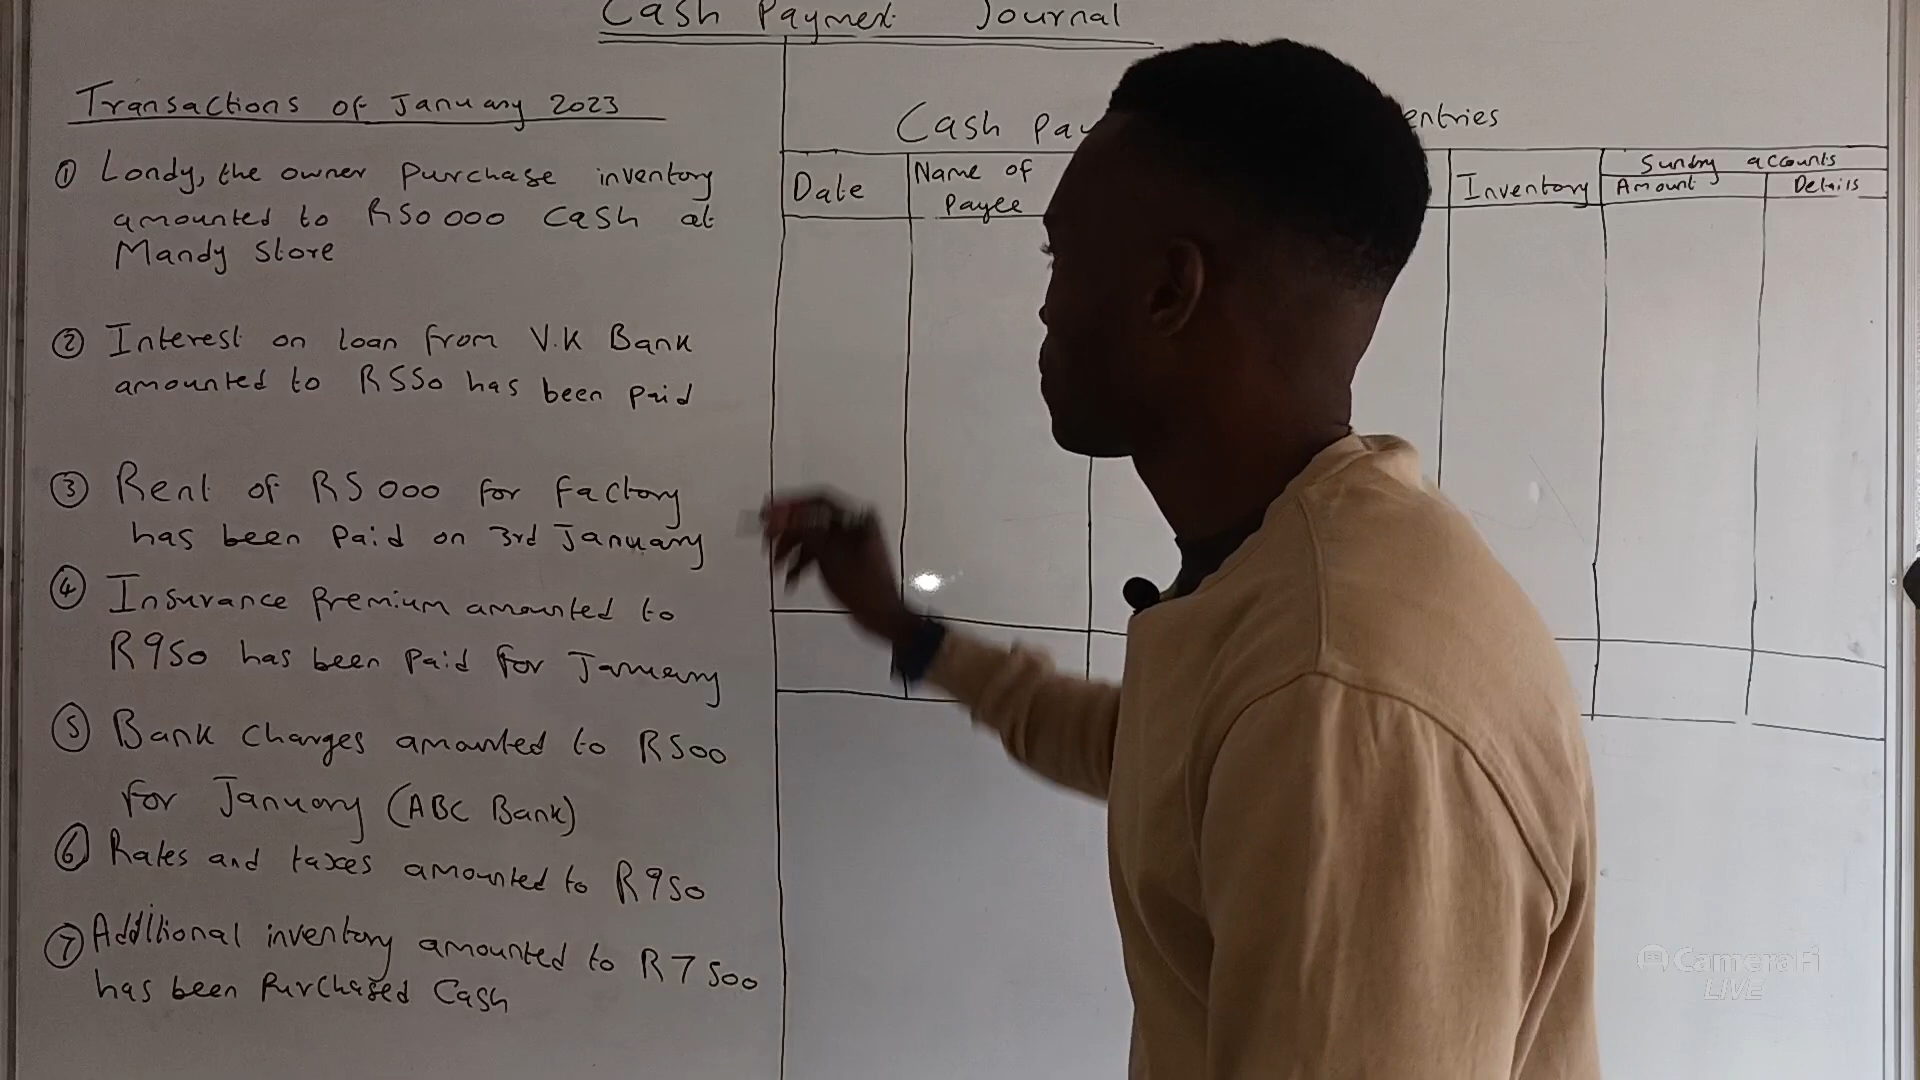 Cash Payment Journal
Transactions of January 2023
① Londy, the owner purchase inventory
amounted to R50 000 cash at
Mandy Store
② Interest on loan from V.K Bank
amounted to R550 has been paid
③ Rent of R5 000 for factory
has been paid on 3rd January
④ Insurance premium amounted to
R950 has been paid for January
⑤ Bank charges amounted to R500
for January (ABC Bank)
⑥ Rates and taxes amounted to R950
⑦ Additional inventory amounted to R7 500
has been purchased cash
Cash entries
Date
Name of
payee
Inventory
Sundry accounts
Amount
Details
CameraFi
LIVE